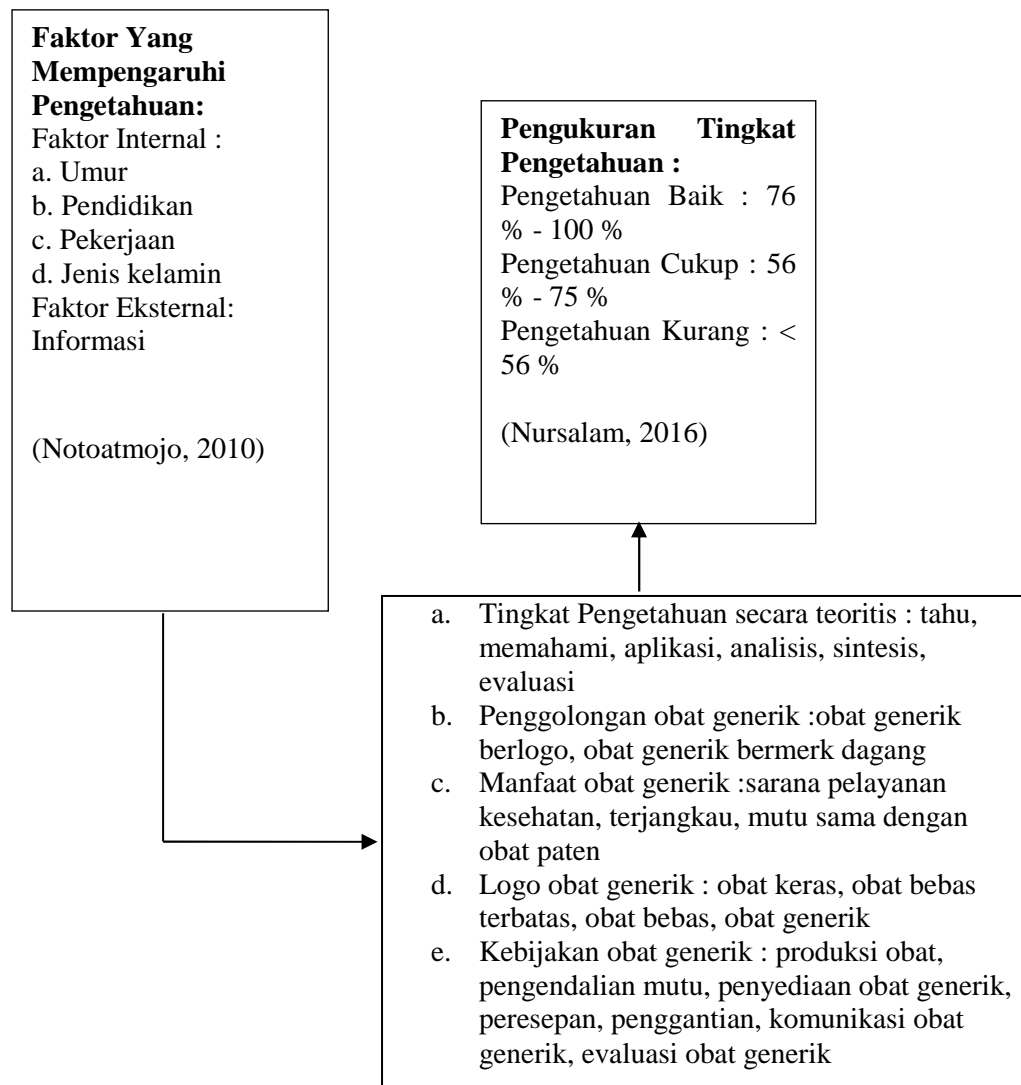 Faktor Yang
Mempengaruhi
Pengetahuan:
Faktor Internal :
a. Umur
b. Pendidikan
c. Pekerjaan
d. Jenis kelamin
Faktor Eksternal:
Informasi
(Notoatmojo, 2010)
Pengukuran Tingkat
Pengetahuan :
Pengetahuan Baik : 76
% - 100 %
Pengetahuan Cukup : 56
% - 75 %
Pengetahuan Kurang : <
56 %
(Nursalam, 2016)
a. Tingkat Pengetahuan secara teoritis : tahu,
memahami, aplikasi, analisis, sintesis,
evaluasi
b. Penggolongan obat generik :obat generik
berlogo, obat generik bermerk dagang
c. Manfaat obat generik :sarana pelayanan
kesehatan, terjangkau, mutu sama dengan
obat paten
d. Logo obat generik : obat keras, obat bebas
terbatas, obat bebas, obat generik
e. Kebijakan obat generik : produksi obat,
pengendalian mutu, penyediaan obat generik,
peresepan, penggantian, komunikasi obat
generik, evaluasi obat generik